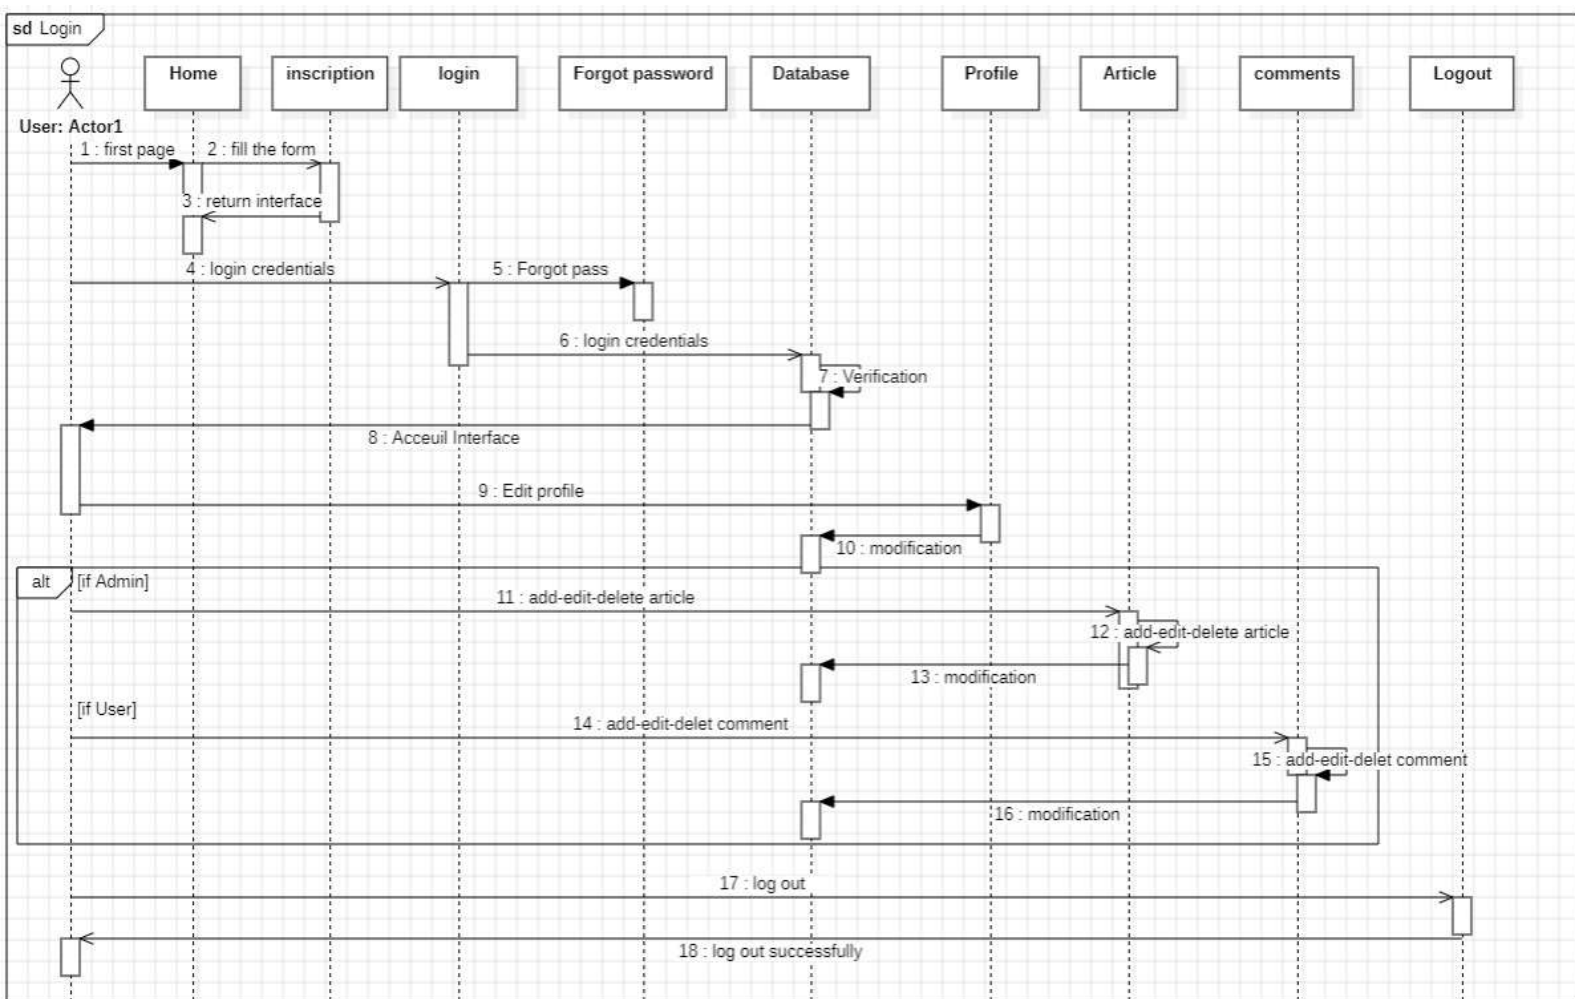 sd Login
Home
inscription
login
Forgot password
Database
Profile
Article
comments
Logout
User: Actor1
1 : first page
2 : fill the form
3 : return interface
4 : login credentials
5 : Forgot pass
6 : login credentials
7 : Verification
8 : Acceuil Interface
9 : Edit profile
10 : modification
alt
[if Admin]
11 : add-edit-delete article
12 : add-edit-delete article
13 : modification
[if User]
14 : add-edit-delet comment
15 : add-edit-delet comment
16 : modification
17 : log out
18 : log out successfully